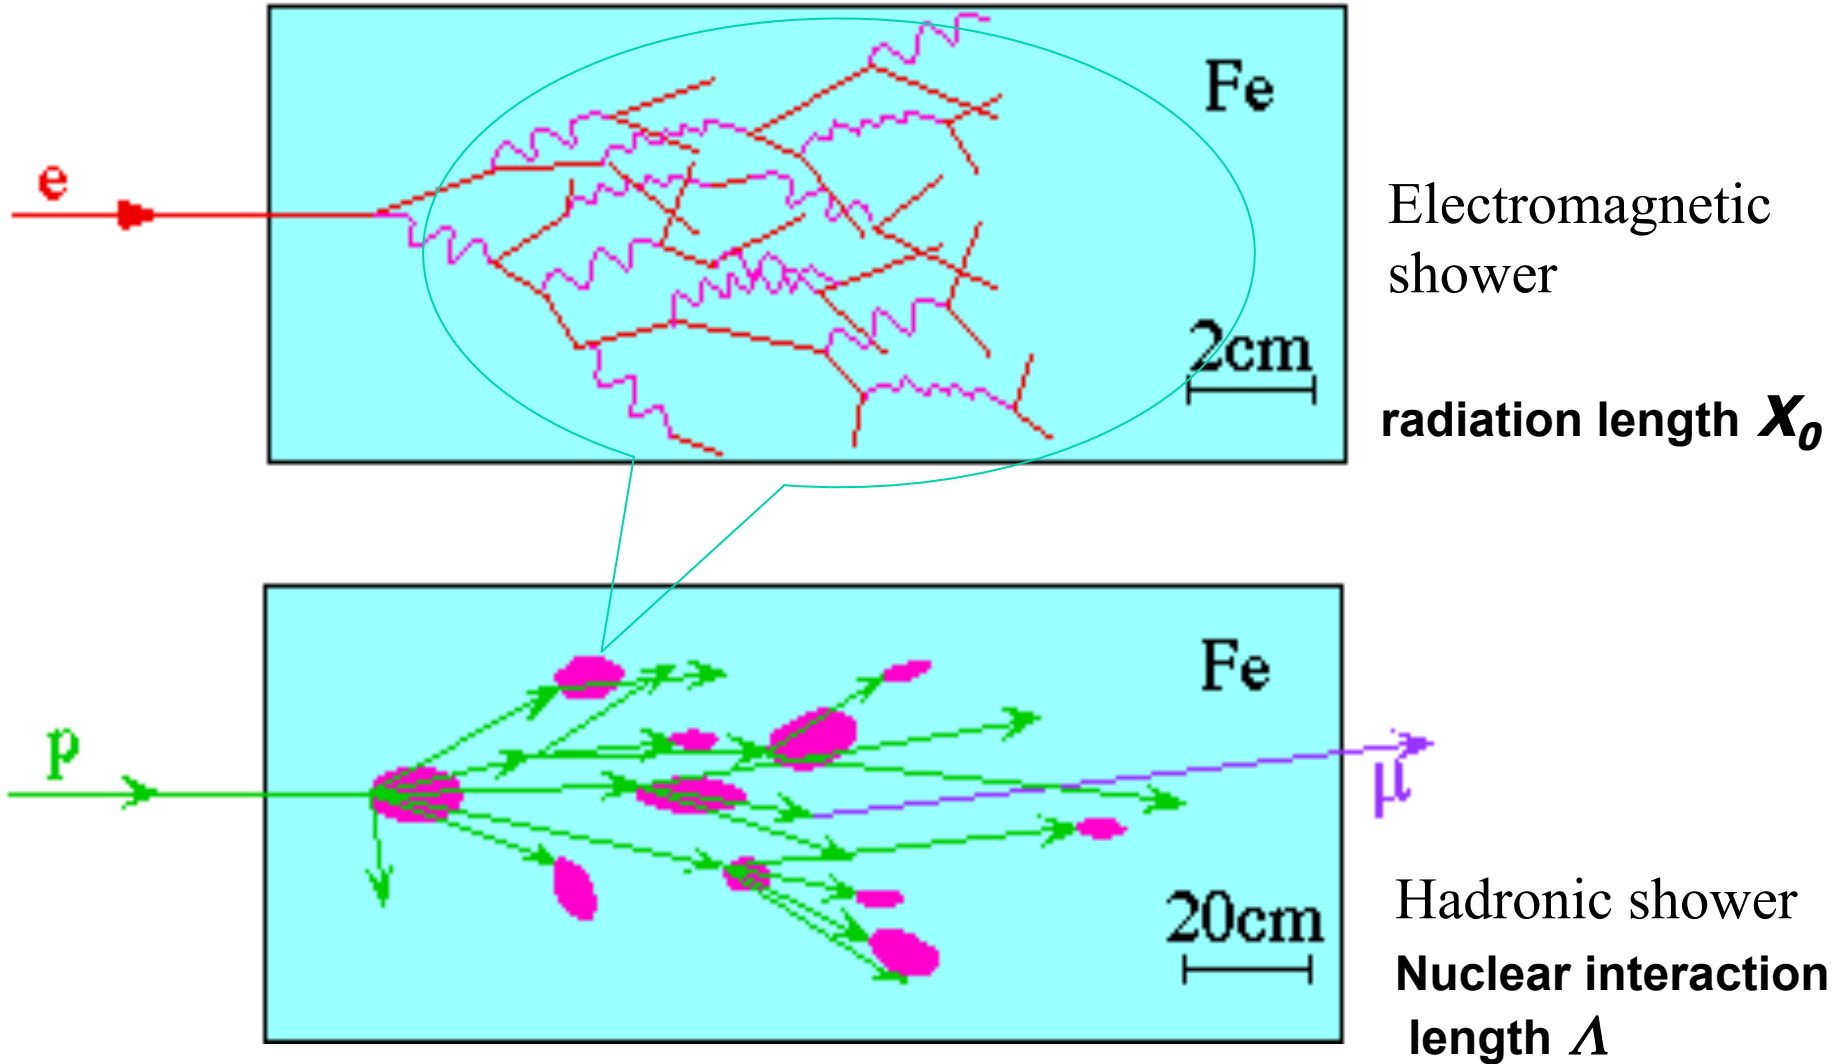 Fe
e
Electromagnetic
shower
2cm
radiation length X₀
Fe
p
μ
20cm
Hadronic shower
Nuclear interaction
length Λ